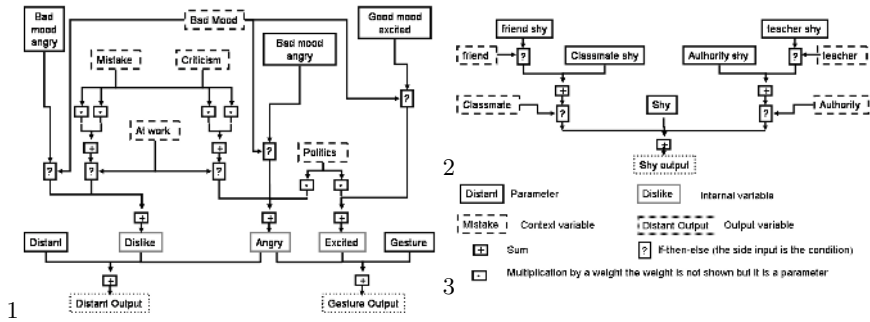 Bad mood angry
Bad Mood
Good mood excited
Mistake
Criticism
Bad mood angry
At work
Politics
?
?
?
?
?
+
+
+
+
+
Distant
Dislike
Angry
Excited
Gesture
+
+
Distant Output
Gesture Output
1
friend shy
teacher shy
friend
?
Classmate shy
Authority shy
?
teacher
+
+
Classmate
?
Shy
?
Authority
+
Shy output
2
Distant
Parameter
Dislike
Internal variable
Mistake
Context variable
Distant Output
Output variable
+
Sum
?
If-then-else (the side input is the condition)
Multiplication by a weight the weight is not shown but it is a parameter
3